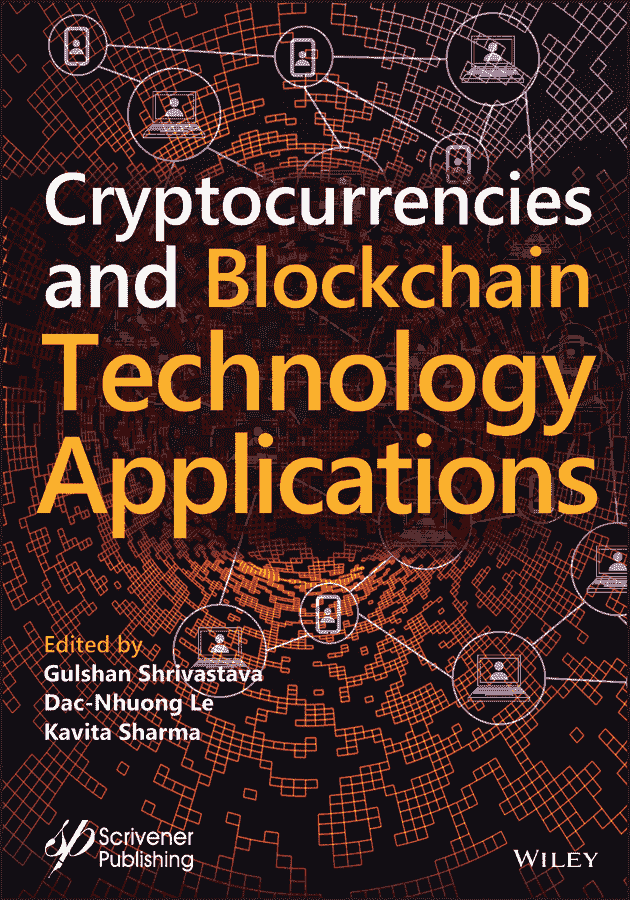 Cryptocurrencies
and Blockchain
Technology
Applications
Edited by
Gulshan Shrivastava
Dac-Nhuong Le
Kavita Sharma
Scrivener
Publishing
WILEY